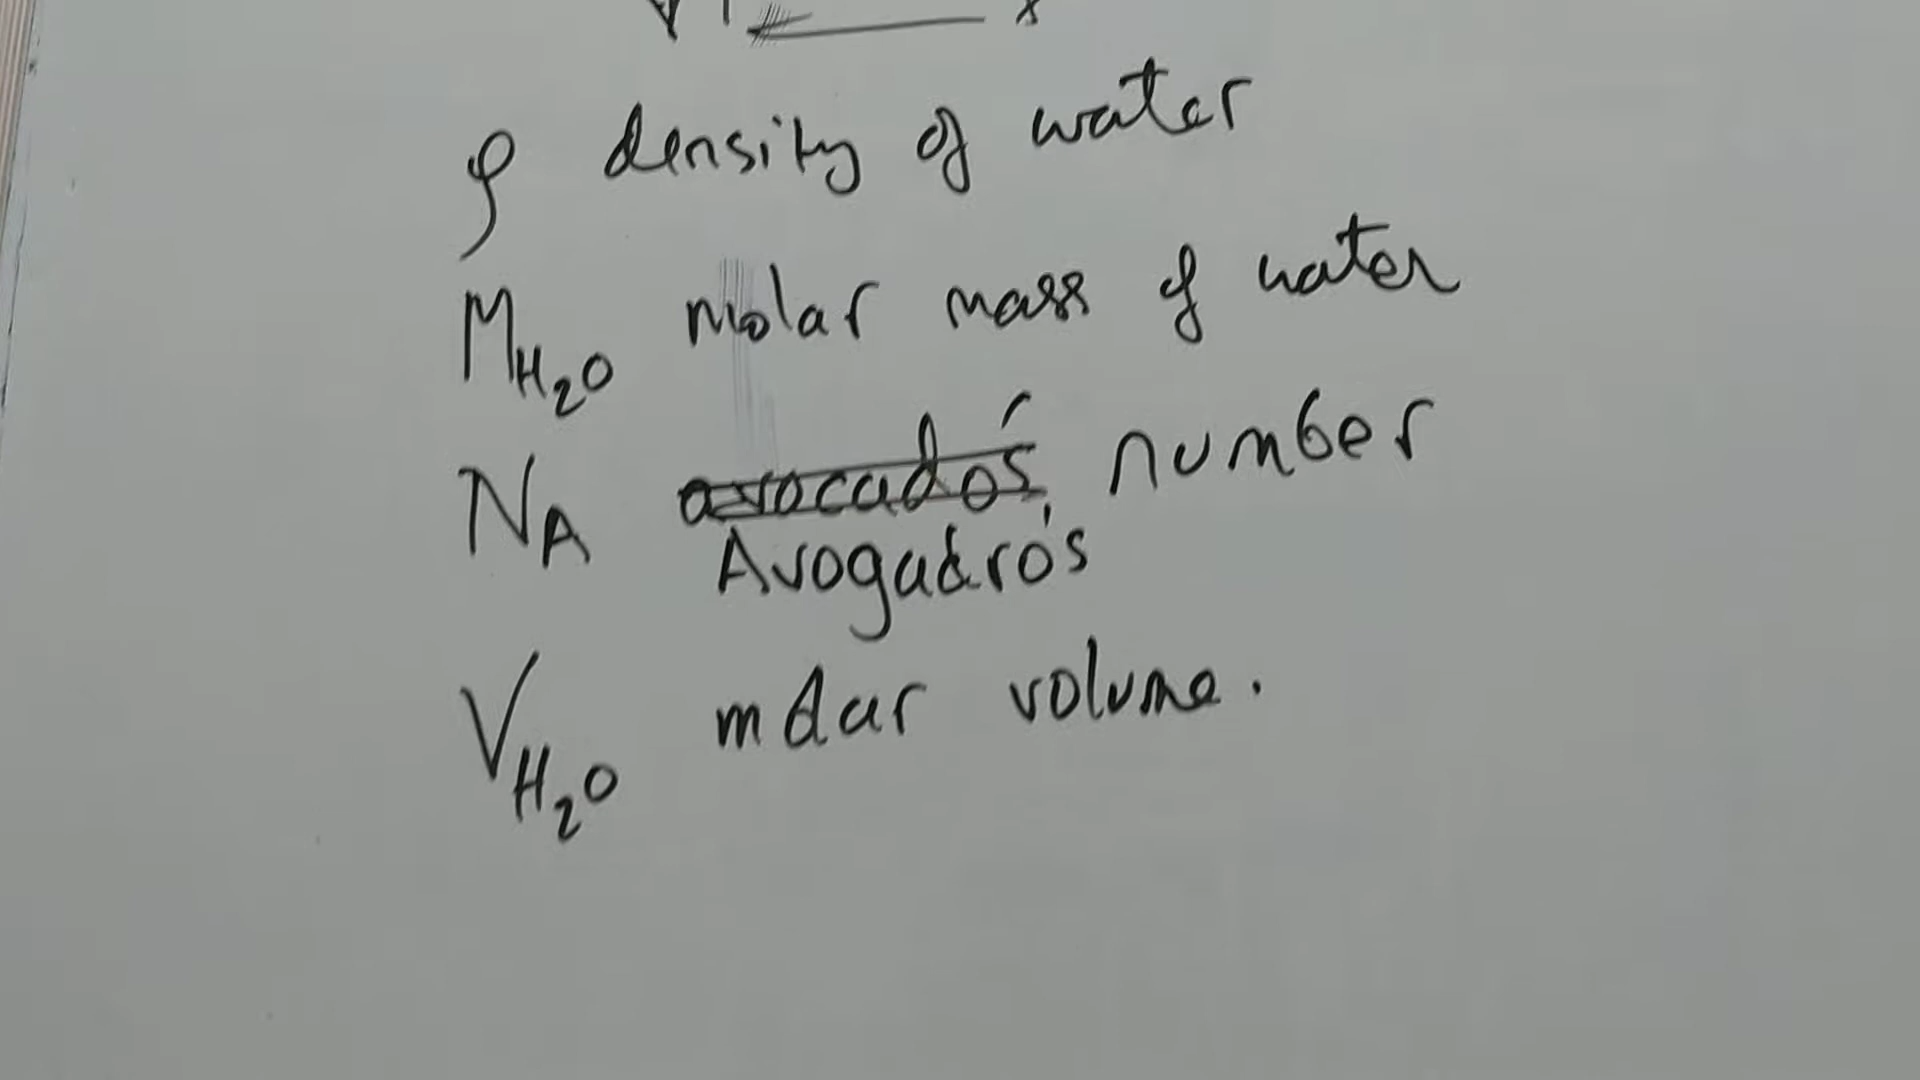 ρ density of water
M_H₂O molar mass of water
N_A ~~avocado's~~ number
Avogadro's
V_H₂O molar volume.